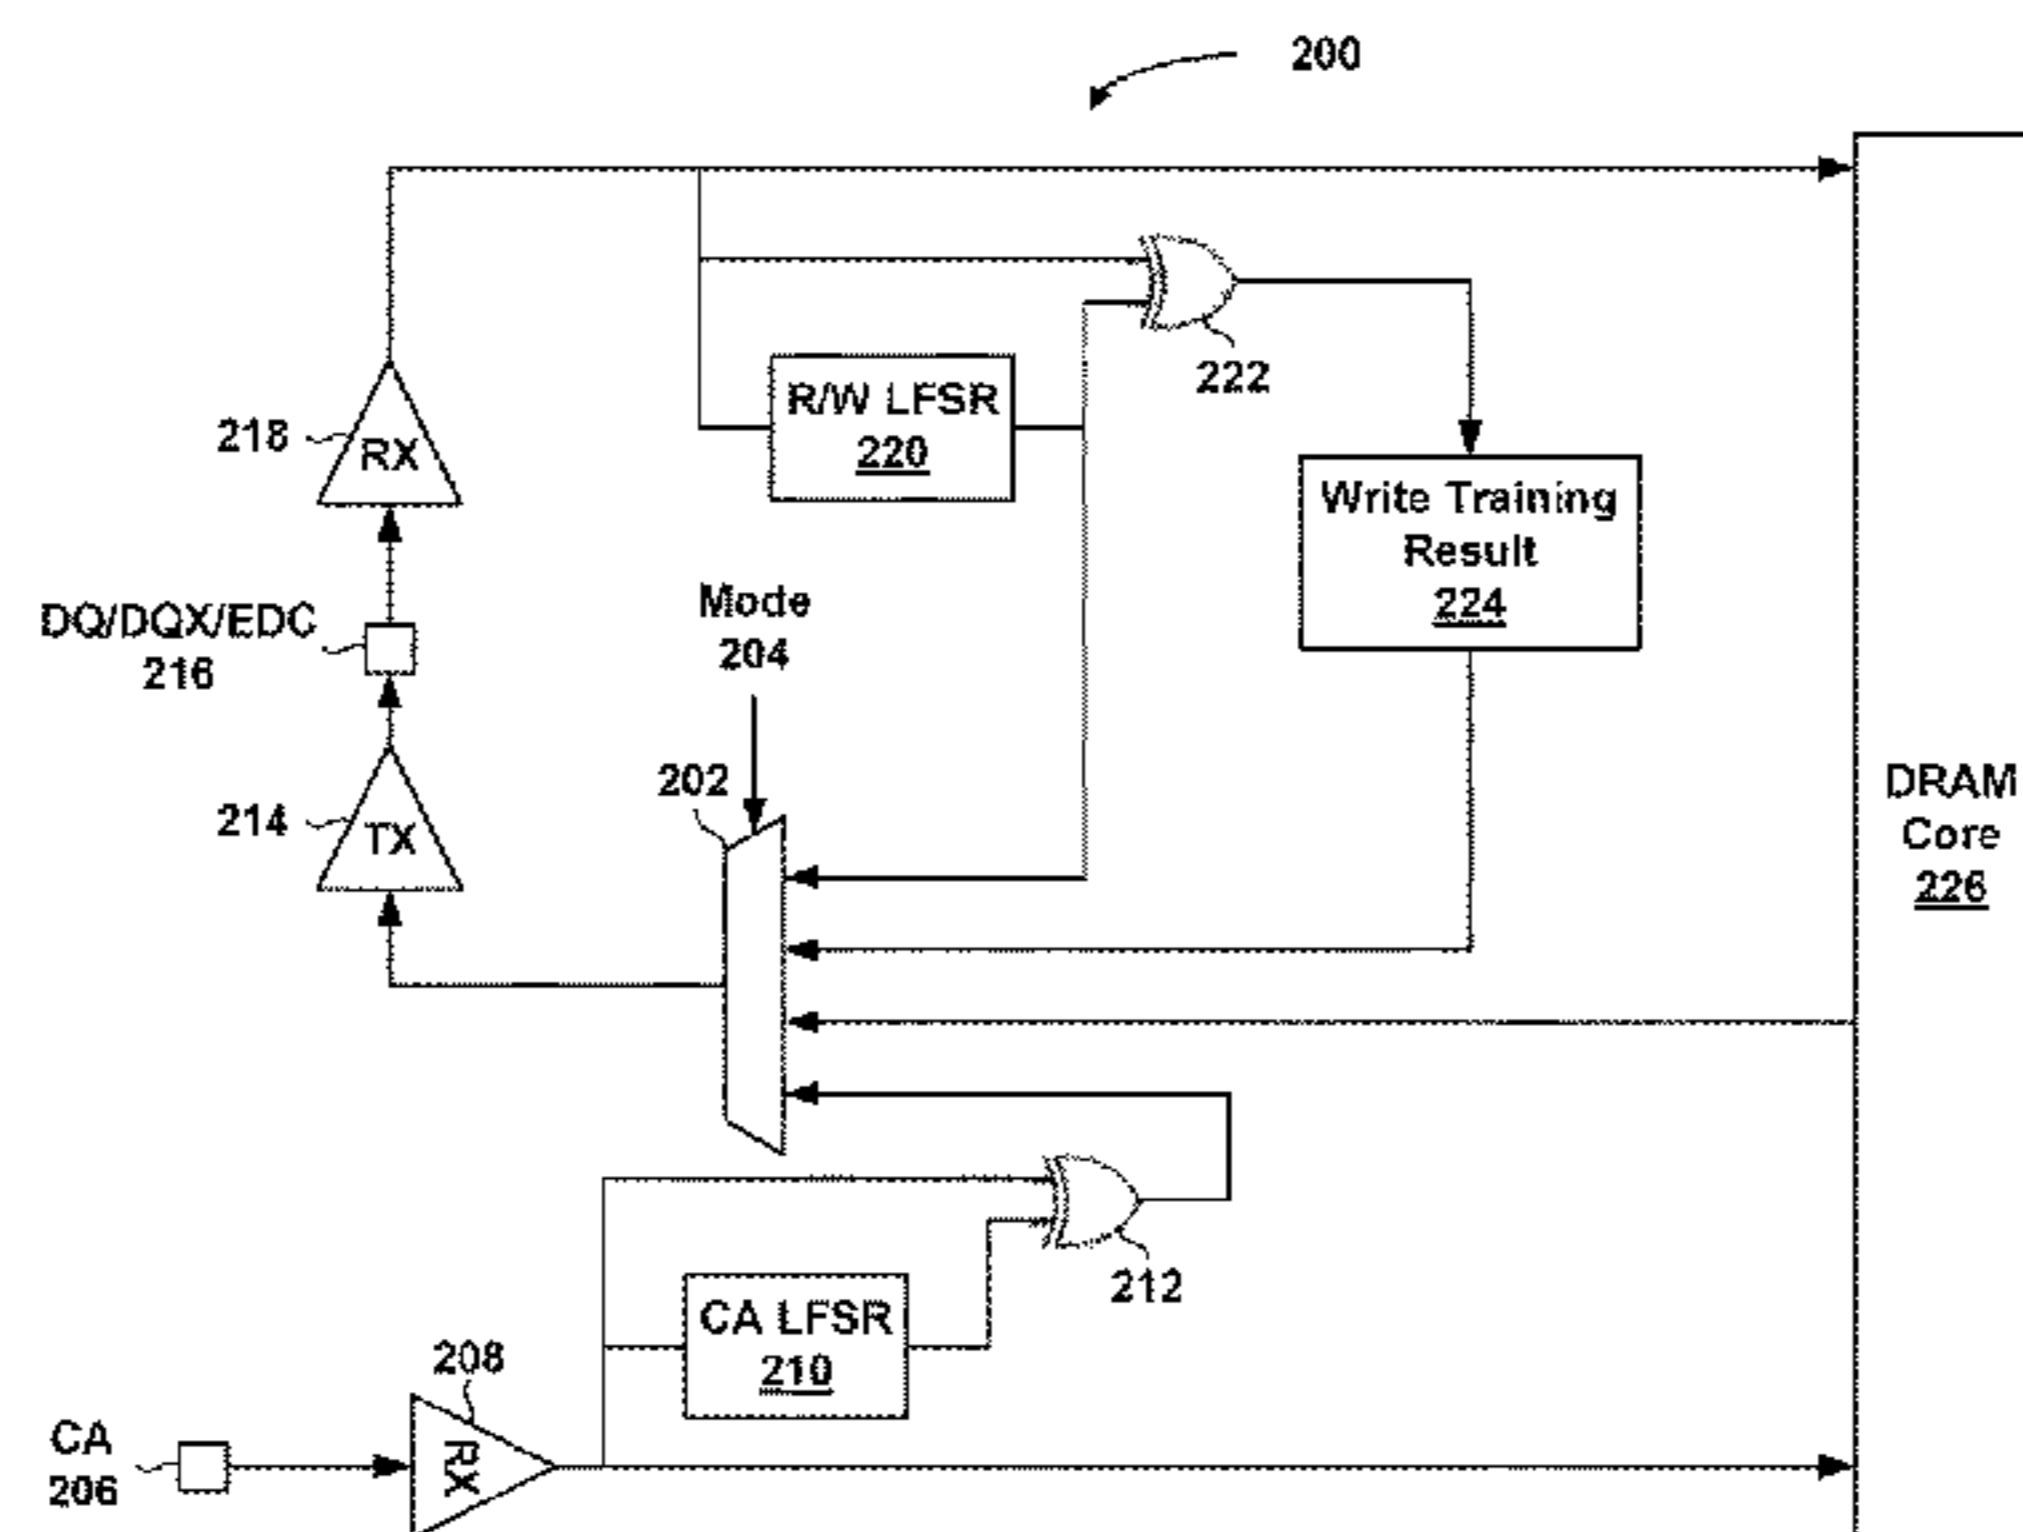 200
222
R/W LFSR
220
218
RX
Write Training
Result
224
DQ/DQX/EDC
216
Mode
204
202
214
TX
DRAM
Core
226
212
CA LFSR
210
208
CA
206
RX